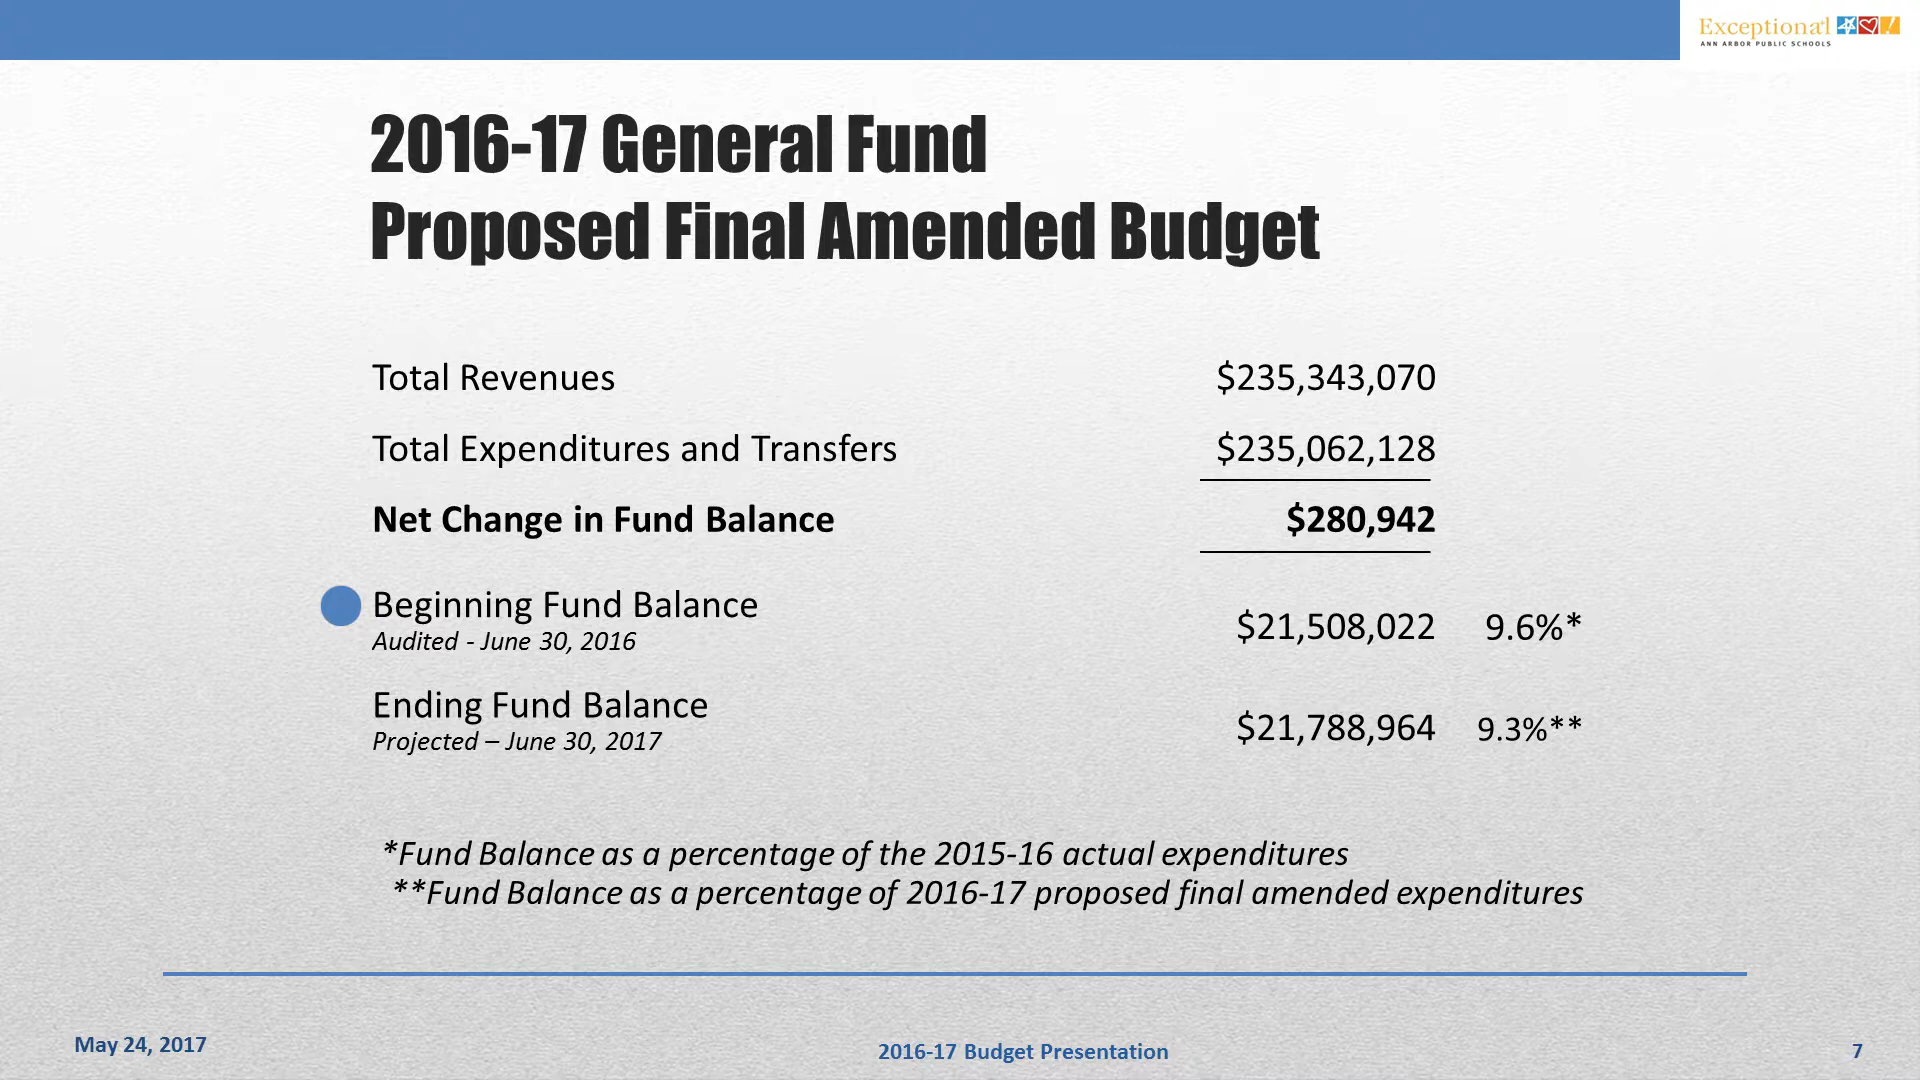 Exceptional
ANN ARBOR PUBLIC SCHOOLS
2016-17 General Fund
Proposed Final Amended Budget
Total Revenues $235,343,070
Total Expenditures and Transfers $235,062,128
Net Change in Fund Balance $280,942
Beginning Fund Balance
Audited - June 30, 2016
$21,508,022 9.6%*
Ending Fund Balance
Projected – June 30, 2017
$21,788,964 9.3%**
*Fund Balance as a percentage of the 2015-16 actual expenditures
**Fund Balance as a percentage of 2016-17 proposed final amended expenditures
May 24, 2017
2016-17 Budget Presentation
7